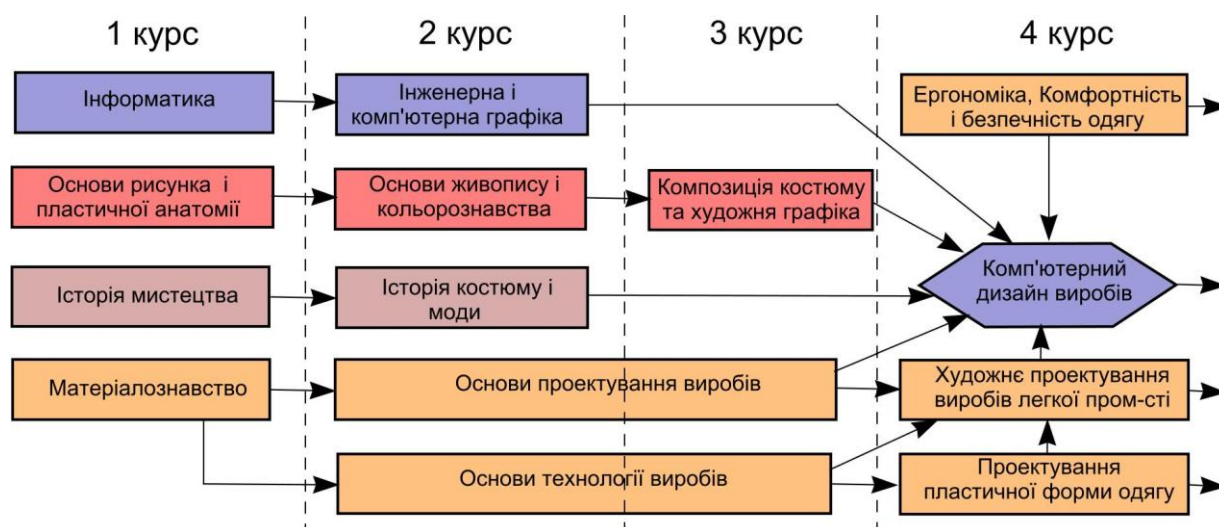 1 курс
2 курс
3 курс
4 курс
Інформатика
Інженерна і
комп'ютерна графіка
Ергономіка, Комфортність
і безпечність одягу
Основи рисунка і
пластичної анатомії
Основи живопису і
кольорознавства
Композиція костюму
та художня графіка
Історія мистецтва
Історія костюму і
моди
Комп'ютерний
дизайн виробів
Матеріалознавство
Основи проектування виробів
Художнє проектування
виробів легкої пром-сті
Основи технології виробів
Проектування
пластичної форми одягу